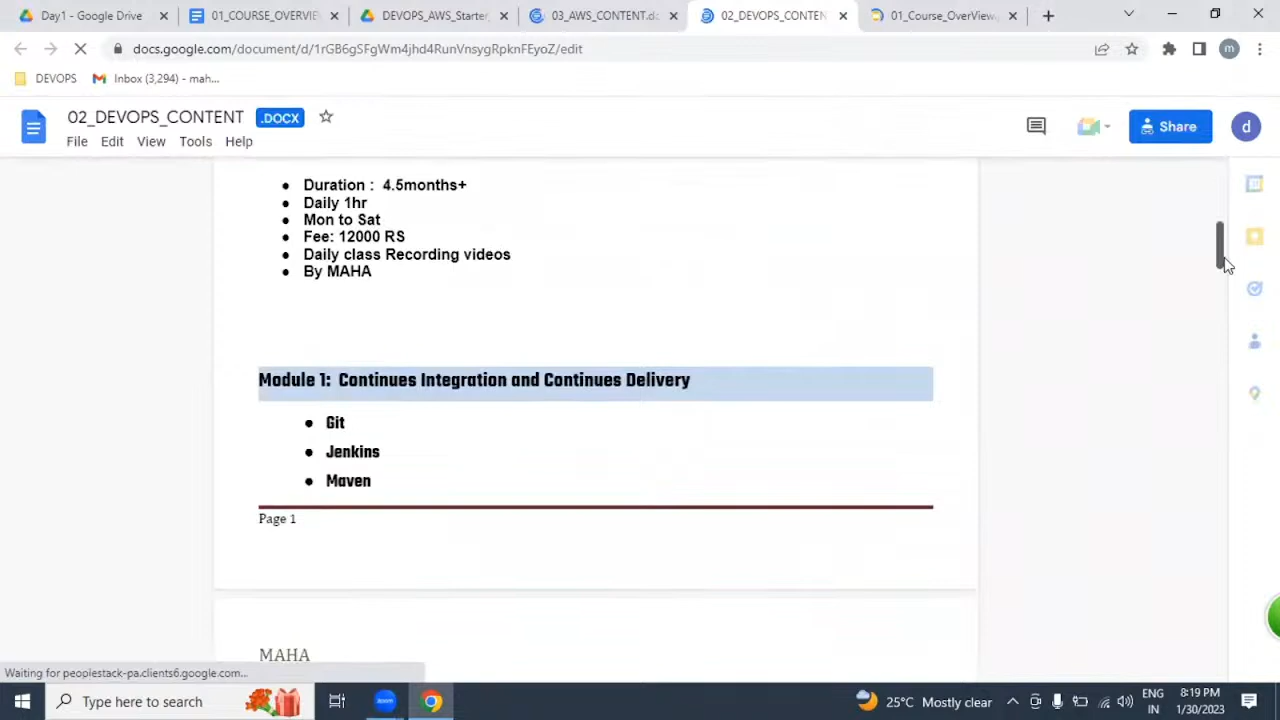 Day1 - Google Drive
01_COURSE_OVERVIE
DEVOPS_AWS_Starter
03_AWS_CONTENT.do
02_DEVOPS_CONTEN
01_Course_OverView
docs.google.com/document/d/1rGB6gSFgWm4jhd4RunVnsygRpknFEyoZ/edit
m
DEVOPS
Inbox (3,294) - mah...
02_DEVOPS_CONTENT
.DOCX
File Edit View Tools Help
Share
d
Duration : 4.5months+
Daily 1hr
Mon to Sat
Fee: 12000 RS
Daily class Recording videos
By MAHA
Module 1: Continues Integration and Continues Delivery
Git
Jenkins
Maven
Page 1
MAHA
Waiting for peoplestack-pa.clients6.google.com...
Type here to search
zoom
25°C Mostly clear
ENG
IN
8:19 PM
1/30/2023